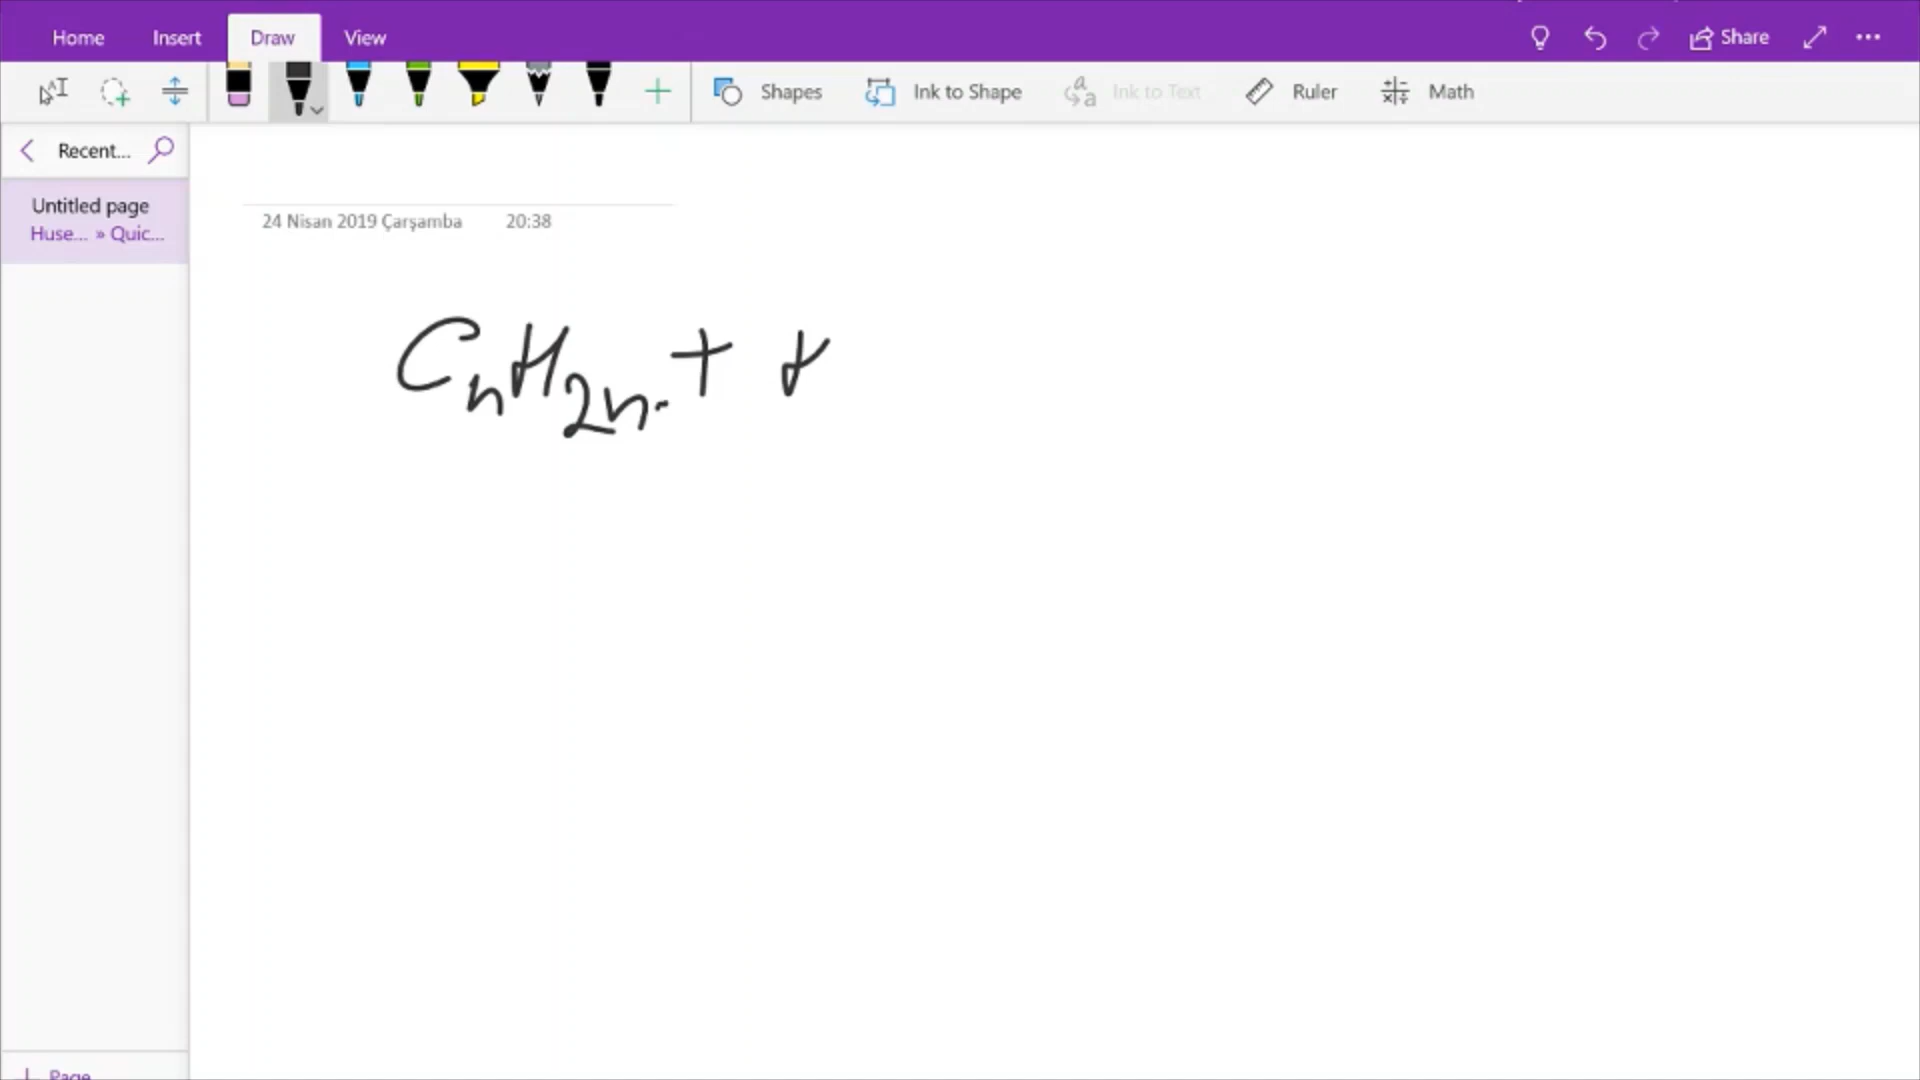 Home Insert Draw View Share
Shapes Ink to Shape Ink to Text Ruler Math
Recent...
Untitled page
Huse... » Quic...
24 Nisan 2019 Çarşamba 20:38
CnH2n. +
Page